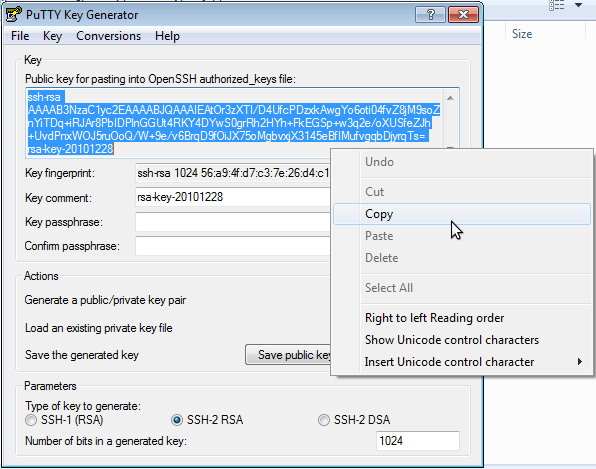 PuTTY Key Generator
Size
File Key Conversions Help
Key
Public key for pasting into OpenSSH authorized_keys file:
ssh-rsa
AAAAB3NzaC1yc2EAAAABJQAAAIEAtOr3zXTI/D4UfcPDzxkAwgYo6oti04fvZ8jM9soZ
nYiTDq+iRJAr8PbIDPlnGGUt4RKY4DYwS0grRh2HYh+FkEGSp+w3q2e/oXUSfeZJh
+UvdPnxWOJ5ruOoQ/W+9e/v6BrqD9fOiJX75oMgbvxjX3145eBfIMufvgqbDjyrqTs=
rsa-key-20101228
Key fingerprint: ssh-rsa 1024 56:a9:4f:d7:c3:7e:26:d4:c1
Key comment: rsa-key-20101228
Key passphrase:
Confirm passphrase:
Undo
Cut
Copy
Paste
Delete
Select All
Right to left Reading order
Show Unicode control characters
Insert Unicode control character
Actions
Generate a public/private key pair
Load an existing private key file
Save the generated key Save public key
Parameters
Type of key to generate:
SSH-1 (RSA) SSH-2 RSA SSH-2 DSA
Number of bits in a generated key: 1024